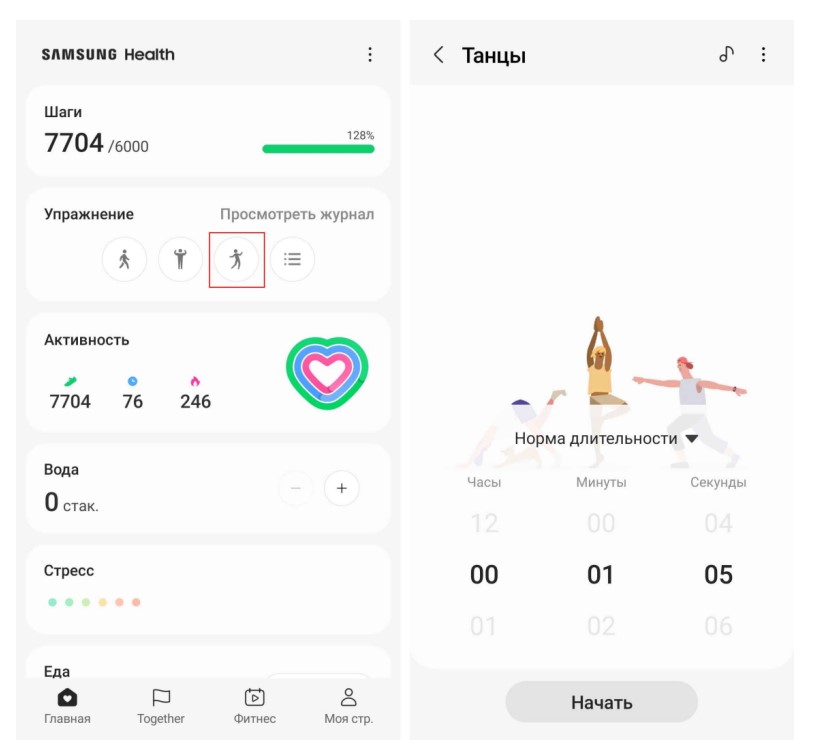 SAMSUNG Health
Шаги
7704 /6000
128%
Упражнение
Просмотреть журнал
Активность
7704 76 246
Вода
0 стак.
Стресс
Еда
Главная Together Фитнес Моя стр.
Танцы
Норма длительности
Часы Минуты Секунды
12 00 04
00 01 05
01 02 06
Начать